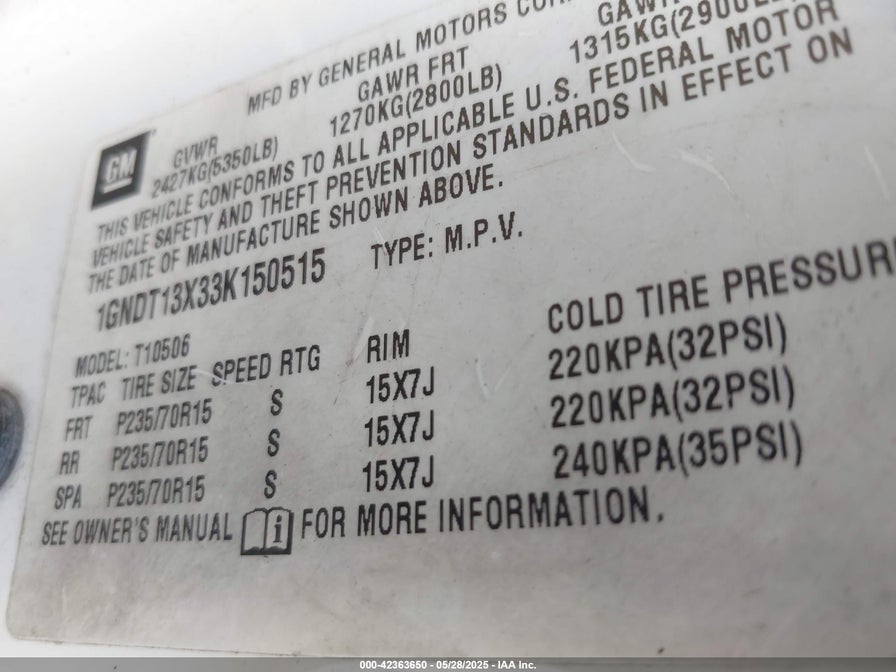 MFD BY GENERAL MOTORS
GVWR GAWR FRT
2427KG(5350LB) 1270KG(2800LB)
THIS VEHICLE CONFORMS TO ALL APPLICABLE U.S. FEDERAL MOTOR
VEHICLE SAFETY AND THEFT PREVENTION STANDARDS IN EFFECT ON
THE DATE OF MANUFACTURE SHOWN ABOVE.
GM
1GNDT13X33K150515 TYPE: M.P.V.
MODEL: T10506
TPAC TIRE SIZE SPEED RTG RIM COLD TIRE PRESSUR
FRT P235/70R15 S 15X7J 220KPA(32PSI)
RR P235/70R15 S 15X7J 220KPA(32PSI)
SPA P235/70R15 S 15X7J 240KPA(35PSI)
SEE OWNER'S MANUAL i FOR MORE INFORMATION.
000-42363650 - 05/28/2025 - IAA Inc.